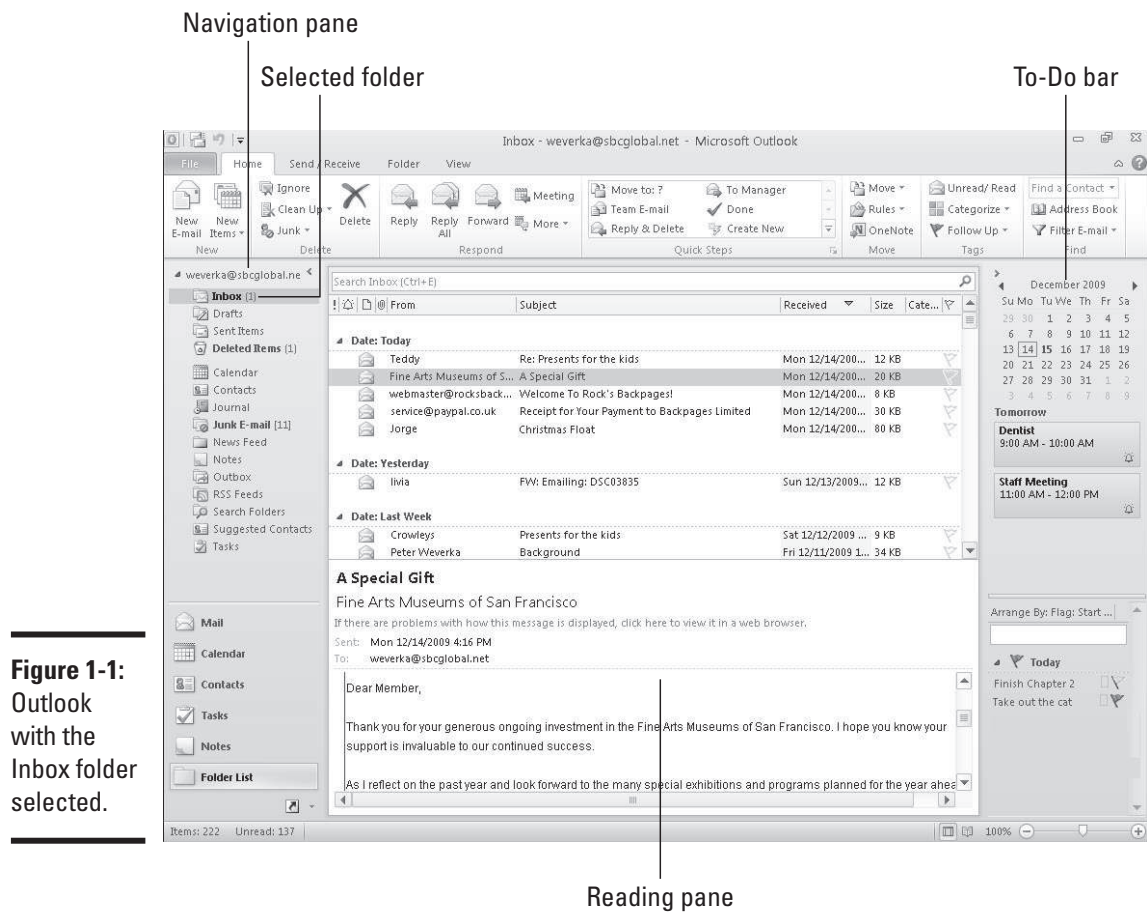 Navigation pane
Selected folder
To-Do bar
Inbox - weverka@sbcglobal.net - Microsoft Outlook
File Home Send / Receive Folder View
New E-mail
New Items
New
Ignore
Clean Up
Junk
Delete
Delete
Reply
Reply All
Forward
Meeting
More
Respond
Move to: ?
Team E-mail
Reply & Delete
To Manager
Done
Create New
Quick Steps
Move
Rules
OneNote
Move
Unread/ Read
Categorize
Follow Up
Tags
Find a Contact
Address Book
Filter E-mail
Find
weverka@sbcglobal.ne
Inbox (1)
Drafts
Sent Items
Deleted Items (1)
Calendar
Contacts
Journal
Junk E-mail [11]
News Feed
Notes
Outbox
RSS Feeds
Search Folders
Suggested Contacts
Tasks
Mail
Calendar
Contacts
Tasks
Notes
Folder List
Search Inbox (Ctrl+E)
! From Subject Received Size Cate...
Date: Today
Teddy Re: Presents for the kids Mon 12/14/200... 12 KB
Fine Arts Museums of S... A Special Gift Mon 12/14/200... 20 KB
webmaster@rocksback... Welcome To Rock's Backpages! Mon 12/14/200... 8 KB
service@paypal.co.uk Receipt for Your Payment to Backpages Limited Mon 12/14/200... 30 KB
Jorge Christmas Float Mon 12/14/200... 80 KB
Date: Yesterday
livia FW: Emailing: DSC03835 Sun 12/13/2009... 12 KB
Date: Last Week
Crowleys Presents for the kids Sat 12/12/2009 ... 9 KB
Peter Weverka Background Fri 12/11/2009 1... 34 KB
A Special Gift
Fine Arts Museums of San Francisco
If there are problems with how this message is displayed, click here to view it in a web browser.
Sent: Mon 12/14/2009 4:16 PM
To: weverka@sbcglobal.net
Dear Member,
Thank you for your generous ongoing investment in the Fine Arts Museums of San Francisco. I hope you know your
support is invaluable to our continued success.
As I reflect on the past year and look forward to the many special exhibitions and programs planned for the year ahea
December 2009
Su Mo Tu We Th Fr Sa
29 30 1 2 3 4 5
6 7 8 9 10 11 12
13 14 15 16 17 18 19
20 21 22 23 24 25 26
27 28 29 30 31 1 2
3 4 5 6 7 8 9
Tomorrow
Dentist
9:00 AM - 10:00 AM
Staff Meeting
11:00 AM - 12:00 PM
Arrange By: Flag: Start ...
Today
Finish Chapter 2
Take out the cat
Items: 222 Unread: 137
100%
Figure 1-1:
Outlook
with the
Inbox folder
selected.
Reading pane